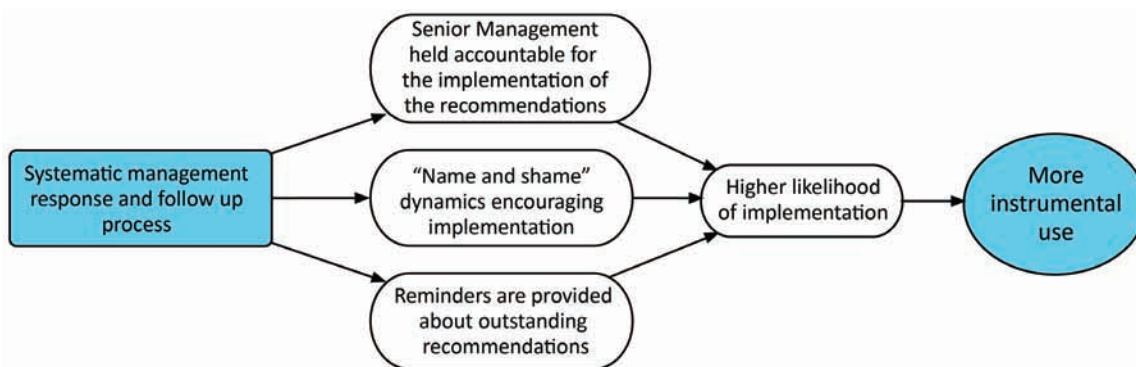 Senior Management
held accountable for
the implementation of
the recommendations
Systematic management
response and follow up
process
“Name and shame”
dynamics encouraging
implementation
Reminders are provided
about outstanding
recommendations
Higher likelihood
of implementation
More
instrumental
use